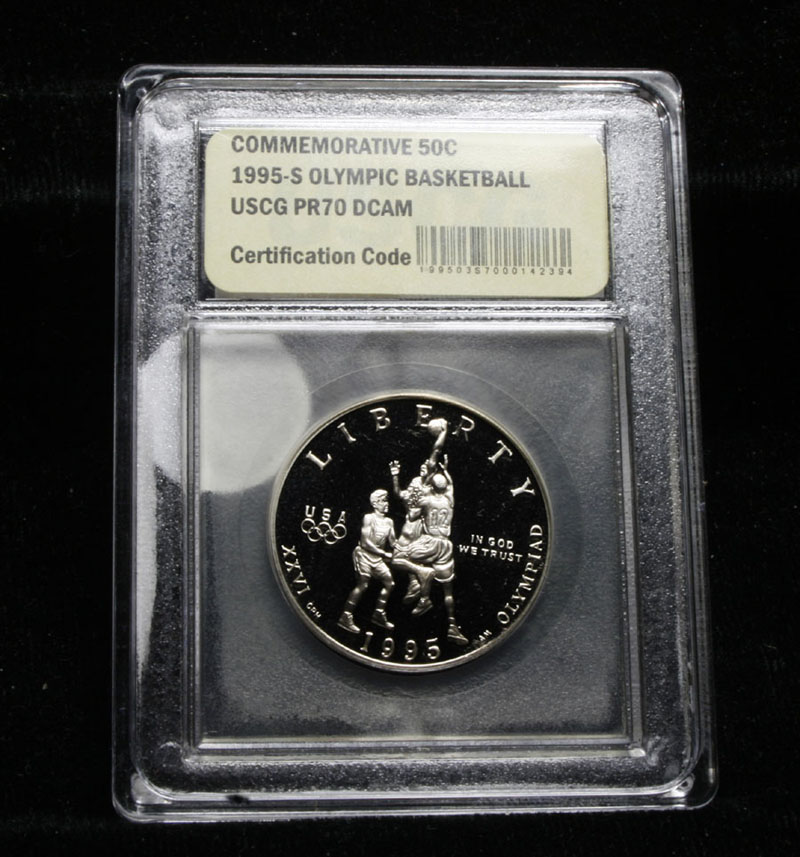 COMMEMORATIVE 50C
1995-S OLYMPIC BASKETBALL
USCG PR70 DCAM
Certification Code
199503S7000142394
LIBERTY
USA
IN GOD
WE TRUST
XXVI OLYMPIAD
1995
12